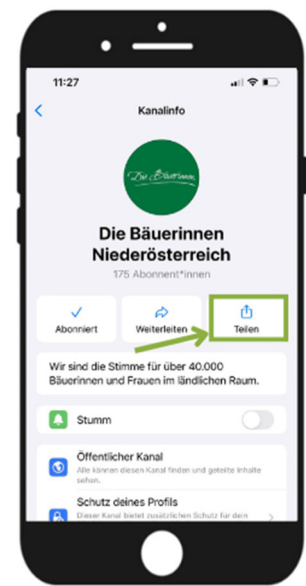 11:27
Kanalinfo
Die Bäuerinnen
Die Bäuerinnen
Niederösterreich
175 Abonnent*innen
Abonniert
Weiterleiten
Teilen
Wir sind die Stimme für über 40.000
Bäuerinnen und Frauen im ländlichen Raum.
Stumm
Öffentlicher Kanal
Alle können diesen Kanal finden und geteilte Inhalte
sehen.
Schutz deines Profils
Dieser Kanal bietet zusätzlichen Schutz für dein